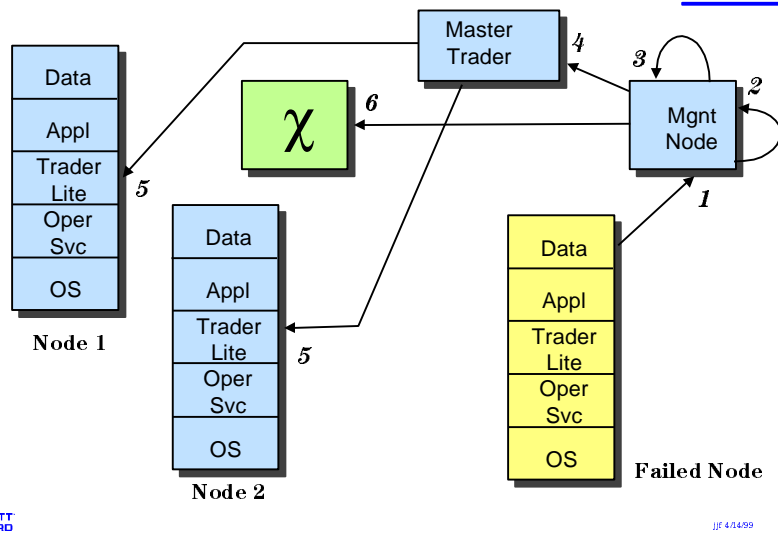 Master
Trader
4
3
2
Mgnt
Node
1
6
χ
Data
Appl
Trader
Lite
Oper
Svc
OS
5
Node 1
Data
Appl
Trader
Lite
Oper
Svc
OS
5
Node 2
Data
Appl
Trader
Lite
Oper
Svc
OS
Failed Node
jjf 4/14/99